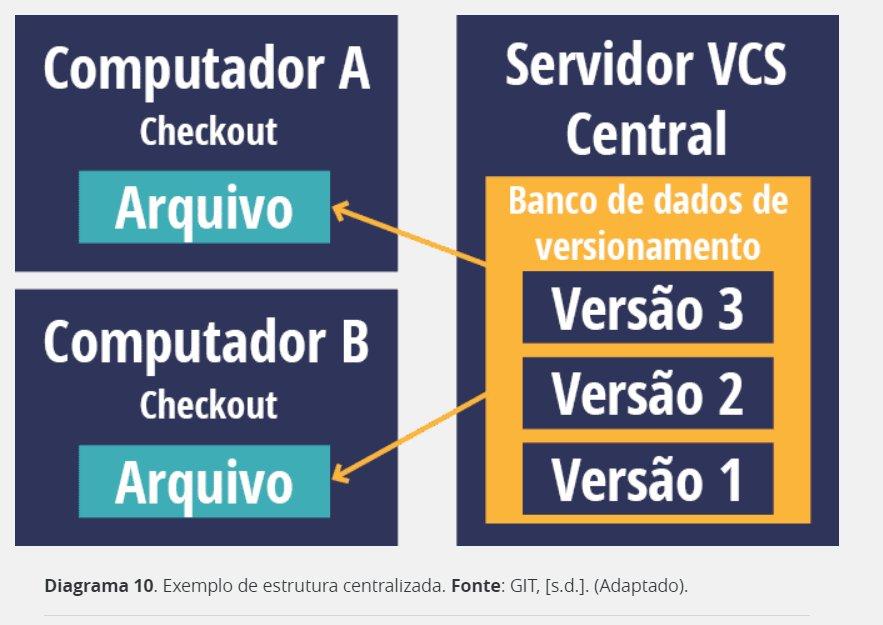 Computador A
Checkout
Arquivo
Computador B
Checkout
Arquivo
Servidor VCS
Central
Banco de dados de
versionamento
Versão 3
Versão 2
Versão 1
Diagrama 10. Exemplo de estrutura centralizada. Fonte: GIT, [s.d.]. (Adaptado).